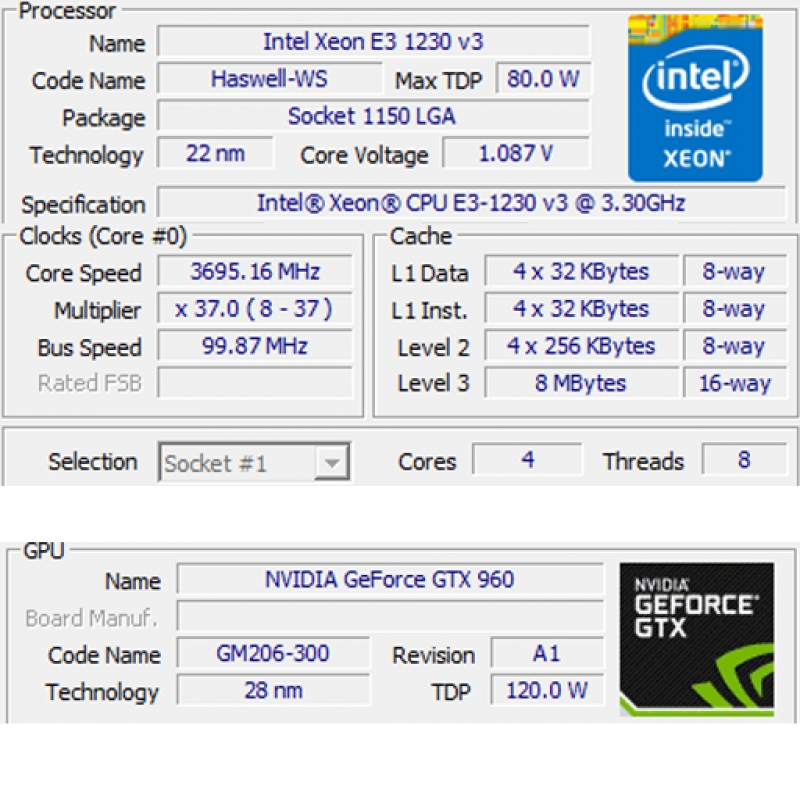 Processor
Name Intel Xeon E3 1230 v3
Code Name Haswell-WS Max TDP 80.0 W
Package Socket 1150 LGA
Technology 22 nm Core Voltage 1.087 V
intel®
inside™
XEON®
Specification Intel® Xeon® CPU E3-1230 v3 @ 3.30GHz
Clocks (Core #0)
Core Speed 3695.16 MHz
Multiplier x 37.0 ( 8 - 37 )
Bus Speed 99.87 MHz
Rated FSB
Cache
L1 Data 4 x 32 KBytes 8-way
L1 Inst. 4 x 32 KBytes 8-way
Level 2 4 x 256 KBytes 8-way
Level 3 8 MBytes 16-way
Selection Socket #1 Cores 4 Threads 8
GPU
Name NVIDIA GeForce GTX 960
Board Manuf.
Code Name GM206-300 Revision A1
Technology 28 nm TDP 120.0 W
NVIDIA®
GEFORCE®
GTX